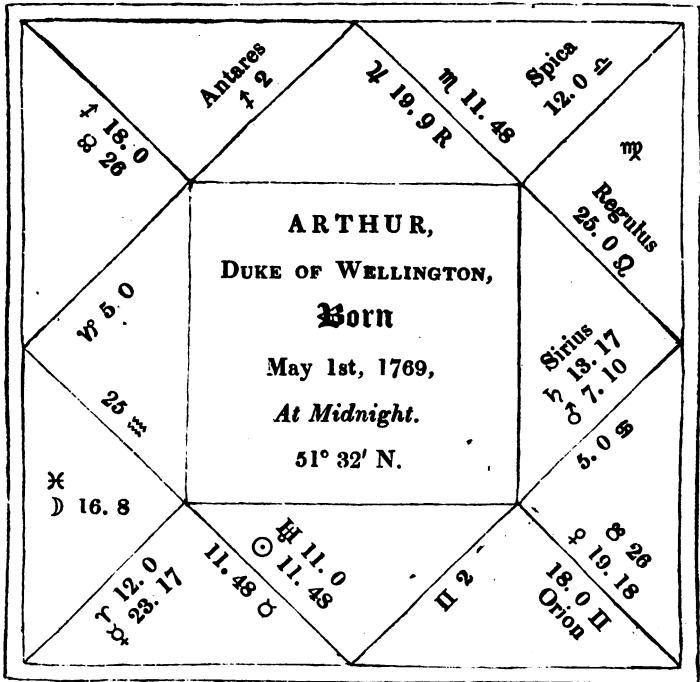 Antares
♐ 2
♃ 19. 9 R
♏ 11. 48
Spica
12. 0 ♎
♐ 18. 0
☊ 26
♍
Regulus
25. 0 ♌
ARTHUR,
DUKE OF WELLINGTON,
Born
May 1st, 1769,
At Midnight.
51° 32′ N.
♑ 5. 0
Sirius
♄ 13. 17
♂ 7. 10
25 ♒
5. 0 ♋
♓
☽ 16. 8
♈ 12. 0
☿ 23. 17
♅ 11. 0
☉ 11. 48
11. 48 ♉
♊ 2
☋ 26
♀ 19. 18
18. 0 ♊
Orion